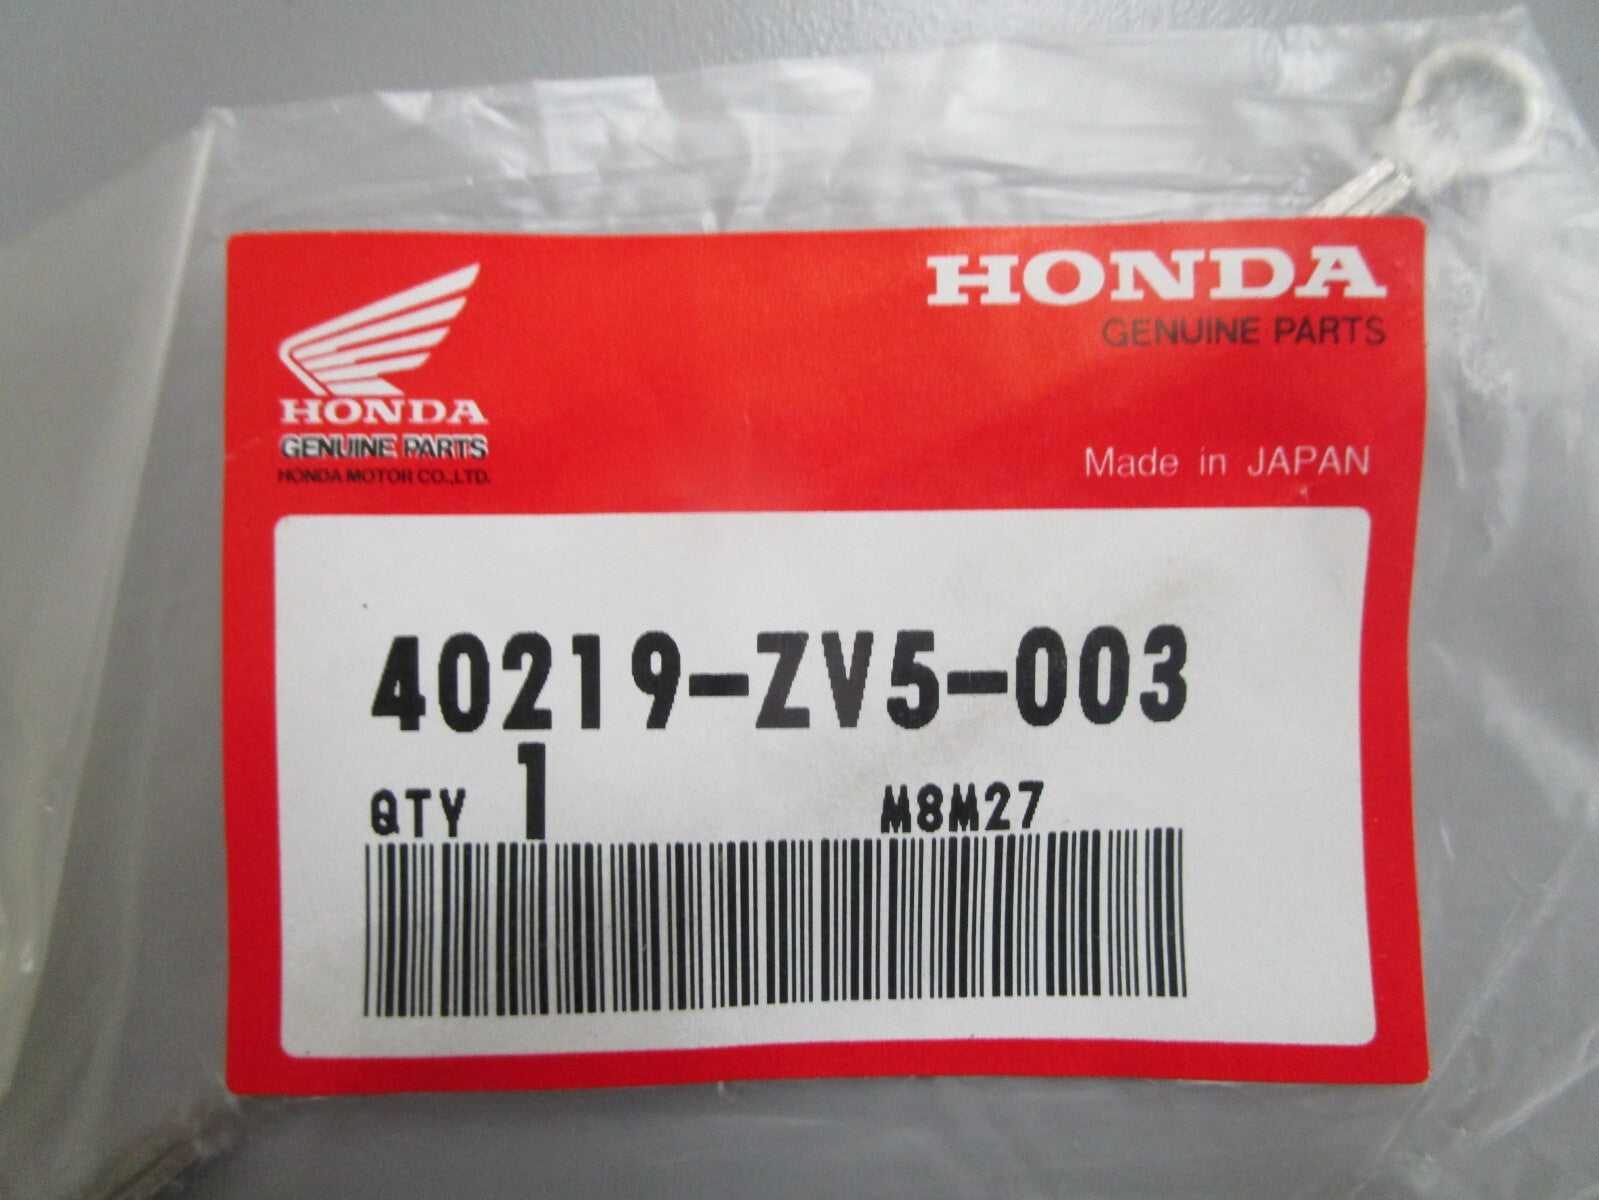 HONDA
GENUINE PARTS
HONDA
GENUINE PARTS
HONDA MOTOR CO.,LTD.
Made in JAPAN
40219-ZV5-003
QTY 1 M8M27